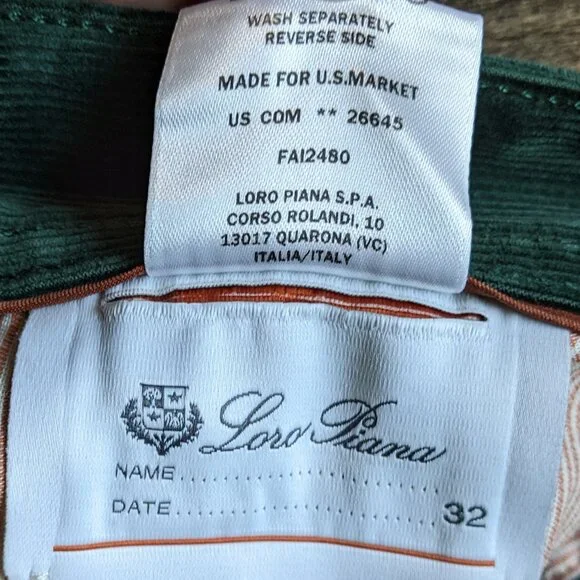 WASH SEPARATELY
REVERSE SIDE
MADE FOR U.S.MARKET
US COM ** 26645
FAI2480
LORO PIANA S.P.A.
CORSO ROLANDI, 10
13017 QUARONA (VC)
ITALIA/ITALY
Loro Piana
NAME....................
DATE.................... 32